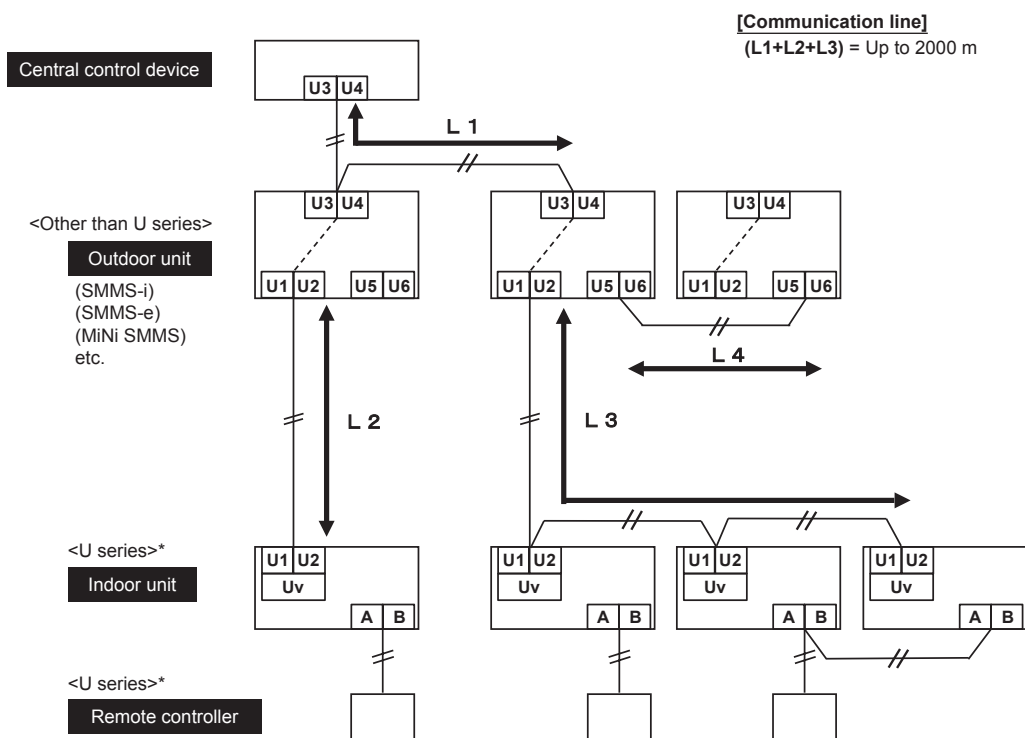 [Communication line]
(L1+L2+L3) = Up to 2000 m
Central control device
U3 U4
L 1
<Other than U series>
Outdoor unit
(SMMS-i)
(SMMS-e)
(MiNi SMMS)
etc.
U3 U4
U3 U4
U3 U4
U1 U2
U5 U6
U1 U2
U5 U6
U1 U2
U5 U6
L 4
L 2
L 3
<U series>*
Indoor unit
U1 U2
Uv
A B
U1 U2
Uv
A B
U1 U2
Uv
A B
U1 U2
Uv
A B
<U series>*
Remote controller